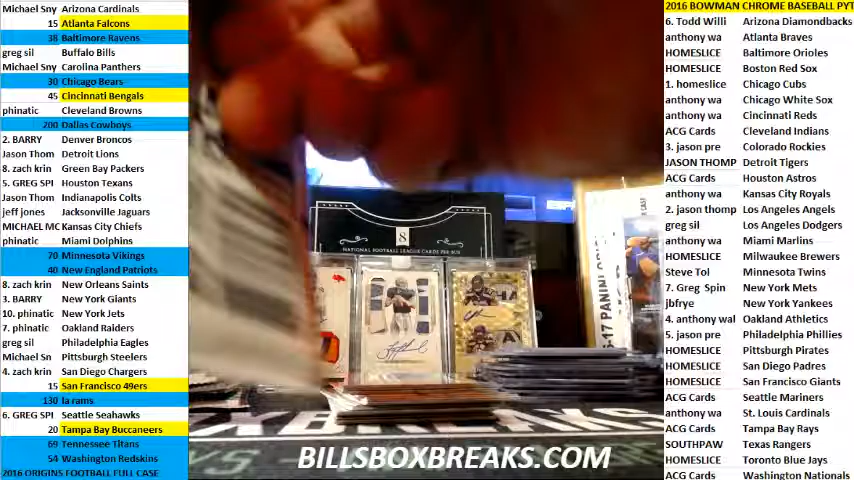 Michael Sny Arizona Cardinals
15 Atlanta Falcons
38 Baltimore Ravens
greg sil Buffalo Bills
Michael Sny Carolina Panthers
30 Chicago Bears
45 Cincinnati Bengals
phinatic Cleveland Browns
200 Dallas Cowboys
2. BARRY Denver Broncos
Jason Thom Detroit Lions
8. zach krin Green Bay Packers
5. GREG SPI Houston Texans
Jason Thom Indianapolis Colts
jeff jones Jacksonville Jaguars
MICHAEL MC Kansas City Chiefs
phinatic Miami Dolphins
70 Minnesota Vikings
40 New England Patriots
8. zach krin New Orleans Saints
3. BARRY New York Giants
10. phinatic New York Jets
7. phinatic Oakland Raiders
greg sil Philadelphia Eagles
Michael Sn Pittsburgh Steelers
4. zach krin San Diego Chargers
15 San Francisco 49ers
130 la rams
6. GREG SPI Seattle Seahawks
20 Tampa Bay Buccaneers
69 Tennessee Titans
54 Washington Redskins
2016 ORIGINS FOOTBALL FULL CASE
8
NATIONAL FOOTBALL LEAGUE CARDS PER BOX
BILLSBOXBREAKS.COM
2016 BOWMAN CHROME BASEBALL PYT
6. Todd Willi Arizona Diamondbacks
anthony wa Atlanta Braves
HOMESLICE Baltimore Orioles
HOMESLICE Boston Red Sox
1. homeslice Chicago Cubs
anthony wa Chicago White Sox
anthony wa Cincinnati Reds
ACG Cards Cleveland Indians
3. jason pre Colorado Rockies
JASON THOMP Detroit Tigers
ACG Cards Houston Astros
anthony wa Kansas City Royals
2. jason thomp Los Angeles Angels
greg sil Los Angeles Dodgers
anthony wa Miami Marlins
HOMESLICE Milwaukee Brewers
Steve Tol Minnesota Twins
7. Greg Spin New York Mets
jbfrye New York Yankees
4. anthony wal Oakland Athletics
5. jason pre Philadelphia Phillies
HOMESLICE Pittsburgh Pirates
HOMESLICE San Diego Padres
HOMESLICE San Francisco Giants
ACG Cards Seattle Mariners
anthony wa St. Louis Cardinals
ACG Cards Tampa Bay Rays
SOUTHPAW Texas Rangers
HOMESLICE Toronto Blue Jays
ACG Cards Washington Nationals